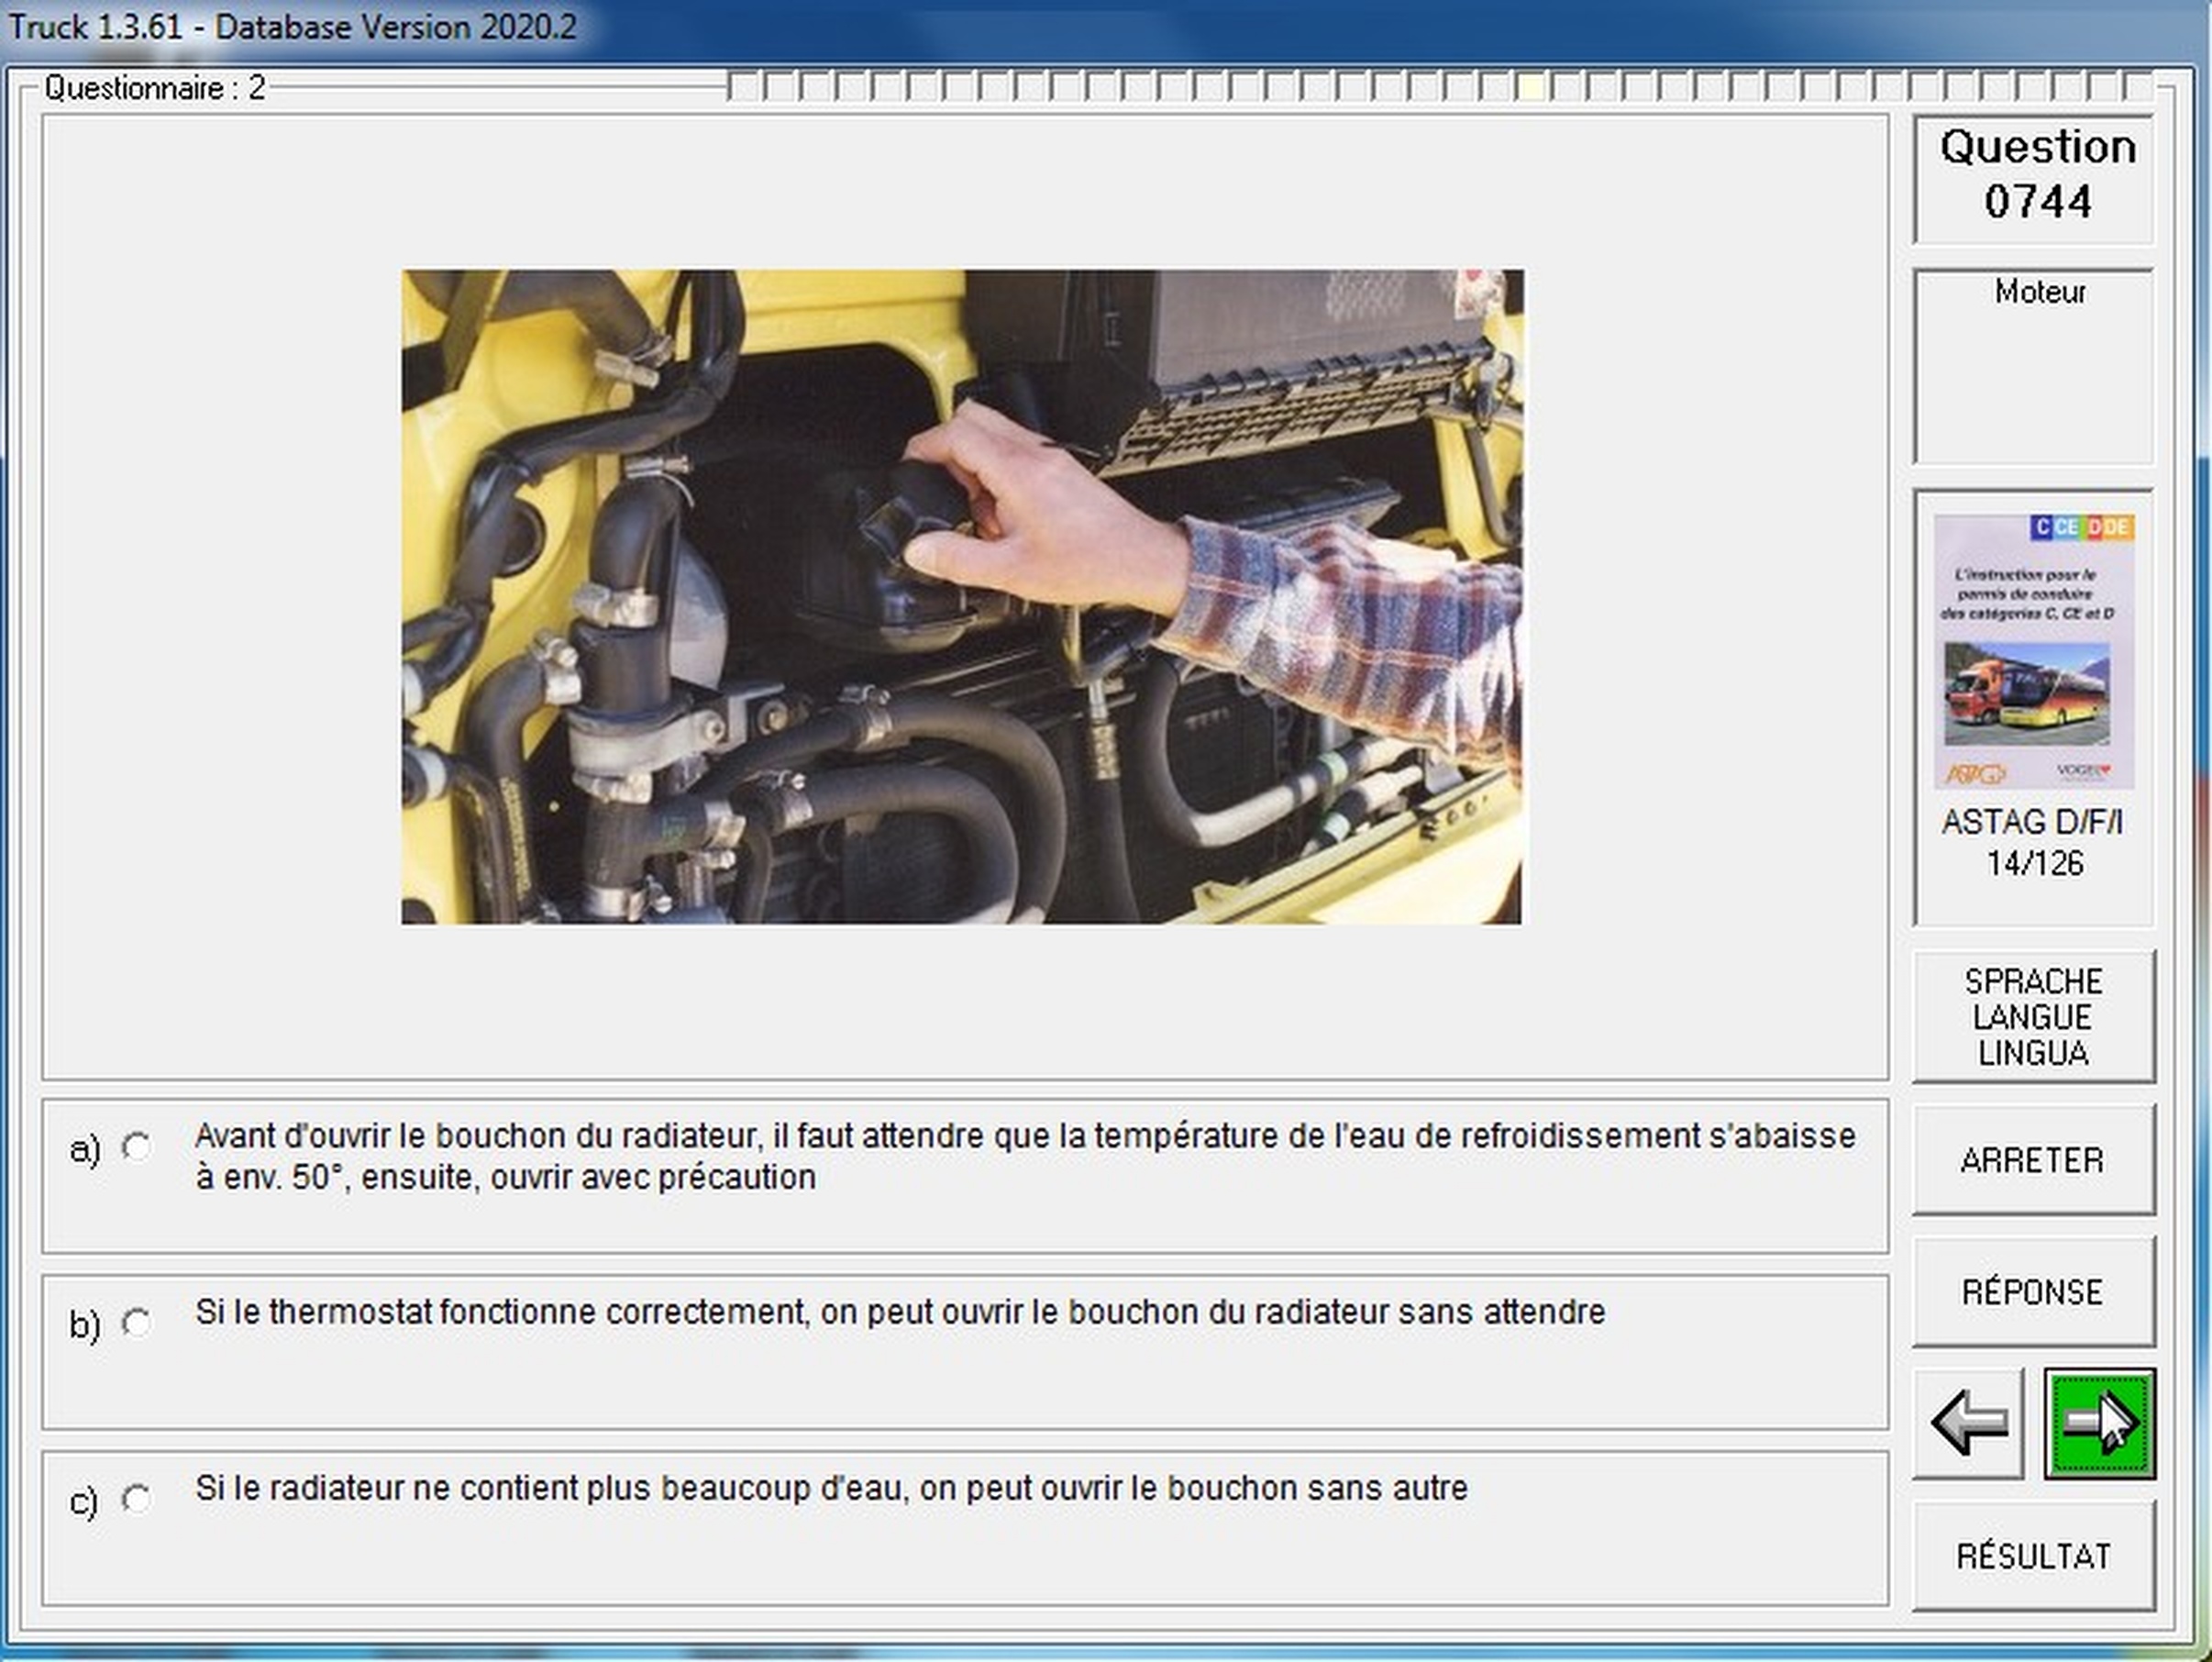 Truck 1.3.61 - Database Version 2020.2
Questionnaire : 2
Question
0744
Moteur
C CE D DE
L'instruction pour le
permis de conduire
des catégories C, CE et D
ASTAG
VOGEL
ASTAG D/F/I
14/126
SPRACHE
LANGUE
LINGUA
ARRETER
RÉPONSE
RÉSULTAT
a) Avant d'ouvrir le bouchon du radiateur, il faut attendre que la température de l'eau de refroidissement s'abaisse
à env. 50°, ensuite, ouvrir avec précaution
b) Si le thermostat fonctionne correctement, on peut ouvrir le bouchon du radiateur sans attendre
c) Si le radiateur ne contient plus beaucoup d'eau, on peut ouvrir le bouchon sans autre